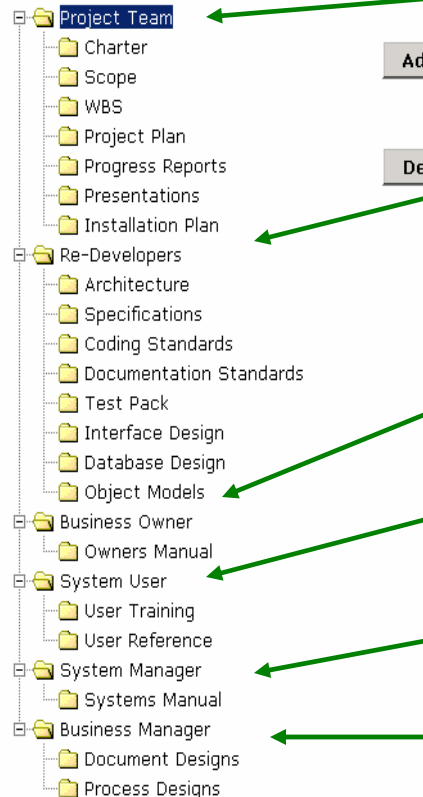 Project Team
Charter
Ad
Scope
WBS
Project Plan
De
Progress Reports
Presentations
Installation Plan
Re-Developers
Architecture
Specifications
Coding Standards
Documentation Standards
Test Pack
Interface Design
Database Design
Object Models
Business Owner
Owners Manual
System User
User Training
User Reference
System Manager
Systems Manual
Business Manager
Document Designs
Process Designs